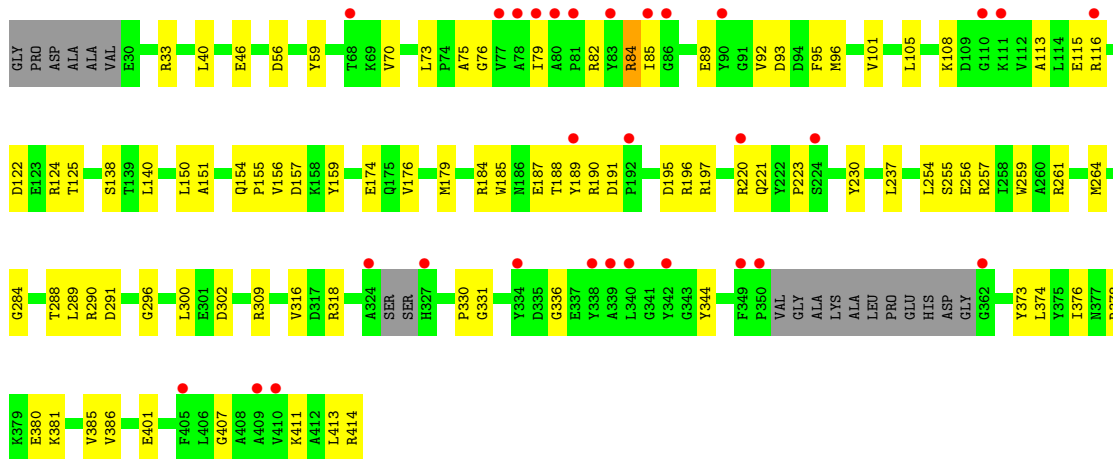 GLY PRO ASP ALA ALA VAL E30 R33 L40 E46 D56 Y59 T68 K69 V70 L73 P74 A75 G76 V77 A78 I79 A80 P81 R82 Y83 R84 I85 G86 E89 Y90 G91 V92 D93 D94 F95 M96 V101 L105 K108 D109 G110 K111 V112 A113 L114 E115 R116
D122 E123 R124 T125 S138 T139 L140 L150 A151 Q154 P155 V156 D157 K158 Y159 E174 Q175 V176 M179 R184 W185 N186 E187 T188 Y189 R190 D191 P192 D195 R196 R197 R220 Q221 Y222 P223 S224 Y230 L237 L254 S255 E256 R257 I258 W259 A260 R261 M264
G284 T288 L289 R290 D291 G296 L300 E301 D302 R309 V316 D317 R318 A324 SER SER H327 P330 G331 Y334 D335 G336 E337 Y338 A339 L340 G341 Y342 G343 Y344 F349 P350 VAL GLY ALA LYS ALA LEU PRO GLU HIS ASP GLY G362 Y373 L374 Y375 I376 N377
K379 E380 K381 V385 V386 E401 F405 L406 G407 A408 A409 V410 K411 A412 L413 R414